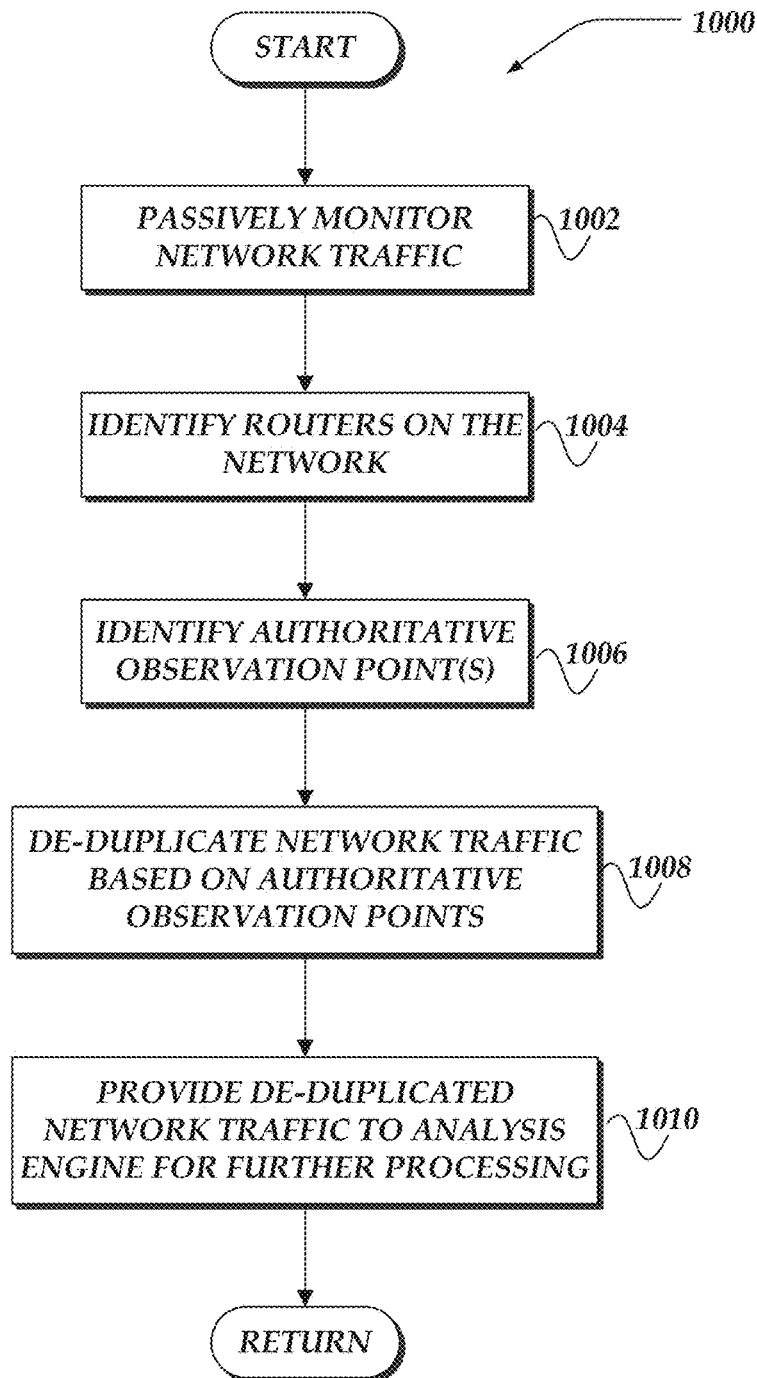 START
1000
PASSIVELY MONITOR
NETWORK TRAFFIC
1002
IDENTIFY ROUTERS ON THE
NETWORK
1004
IDENTIFY AUTHORITATIVE
OBSERVATION POINT(S)
1006
DE-DUPLICATE NETWORK TRAFFIC
BASED ON AUTHORITATIVE
OBSERVATION POINTS
1008
PROVIDE DE-DUPLICATED
NETWORK TRAFFIC TO ANALYSIS
ENGINE FOR FURTHER PROCESSING
1010
RETURN